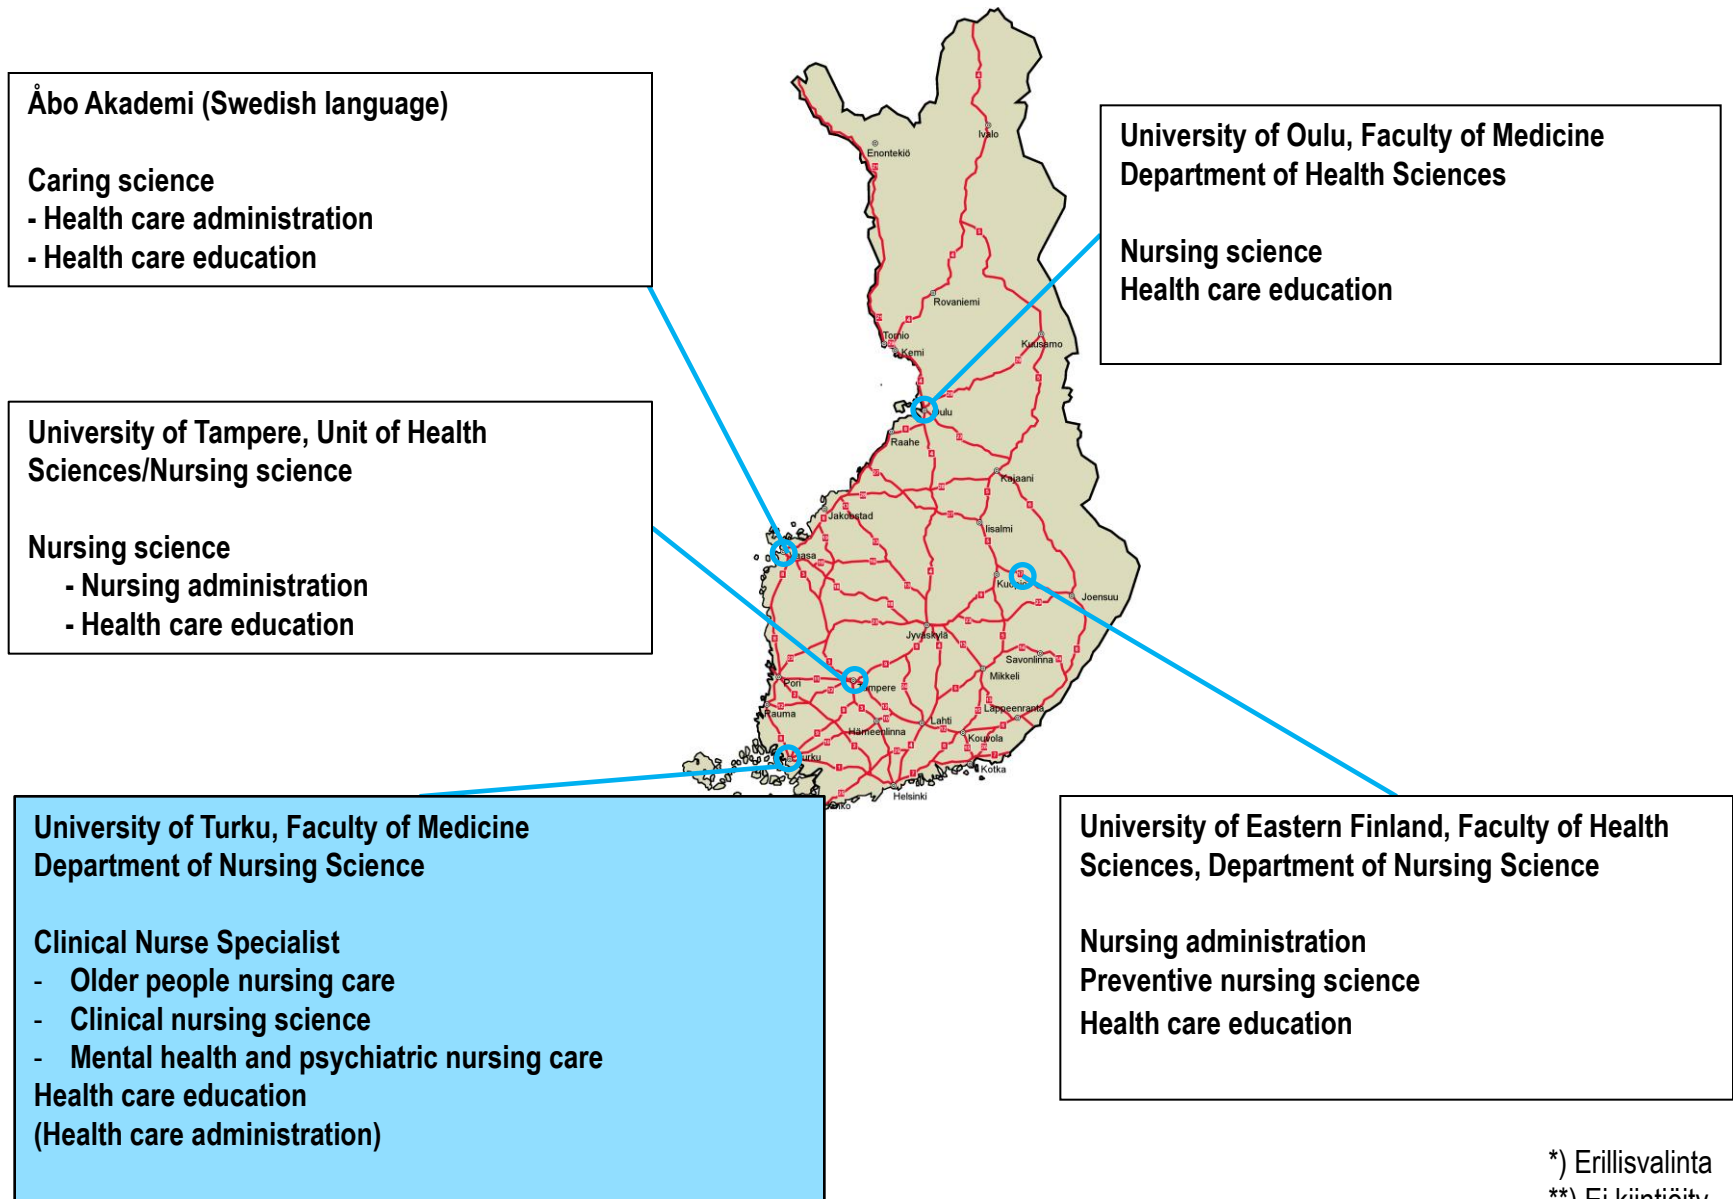 Åbo Akademi (Swedish language)
Caring science
- Health care administration
- Health care education
University of Oulu, Faculty of Medicine
Department of Health Sciences
Nursing science
Health care education
University of Tampere, Unit of Health
Sciences/Nursing science
Nursing science
- Nursing administration
- Health care education
University of Turku, Faculty of Medicine
Department of Nursing Science
Clinical Nurse Specialist
- Older people nursing care
- Clinical nursing science
- Mental health and psychiatric nursing care
Health care education
(Health care administration)
University of Eastern Finland, Faculty of Health
Sciences, Department of Nursing Science
Nursing administration
Preventive nursing science
Health care education
Ivalo
Enontekiö
Rovaniemi
Tornio
Kemi
Kuusamo
Oulu
Raahe
Kajaani
Jakobstad
Iisalmi
Joensuu
Jyväskylä
Savonlinna
Mikkeli
Pori
Tampere
Rauma
Lappeenranta
Lahti
Hämeenlinna
Kouvola
Turku
Kotka
Helsinki
*) Erillisvalinta
**) Ei kiintiöity